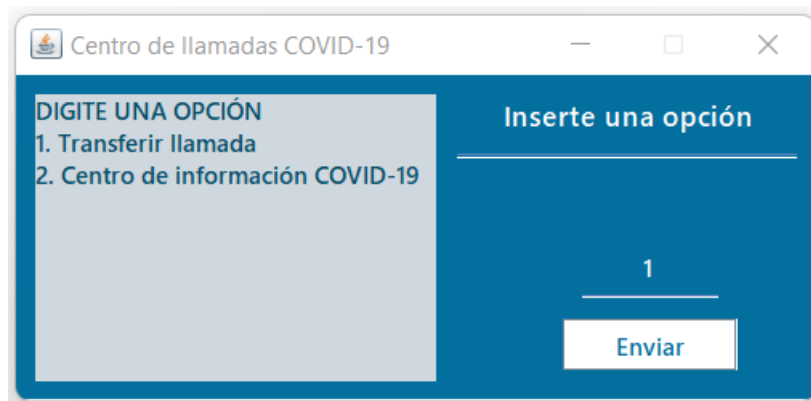 Centro de llamadas COVID-19
DIGITE UNA OPCIÓN
1. Transferir llamada
2. Centro de información COVID-19
Inserte una opción
1
Enviar